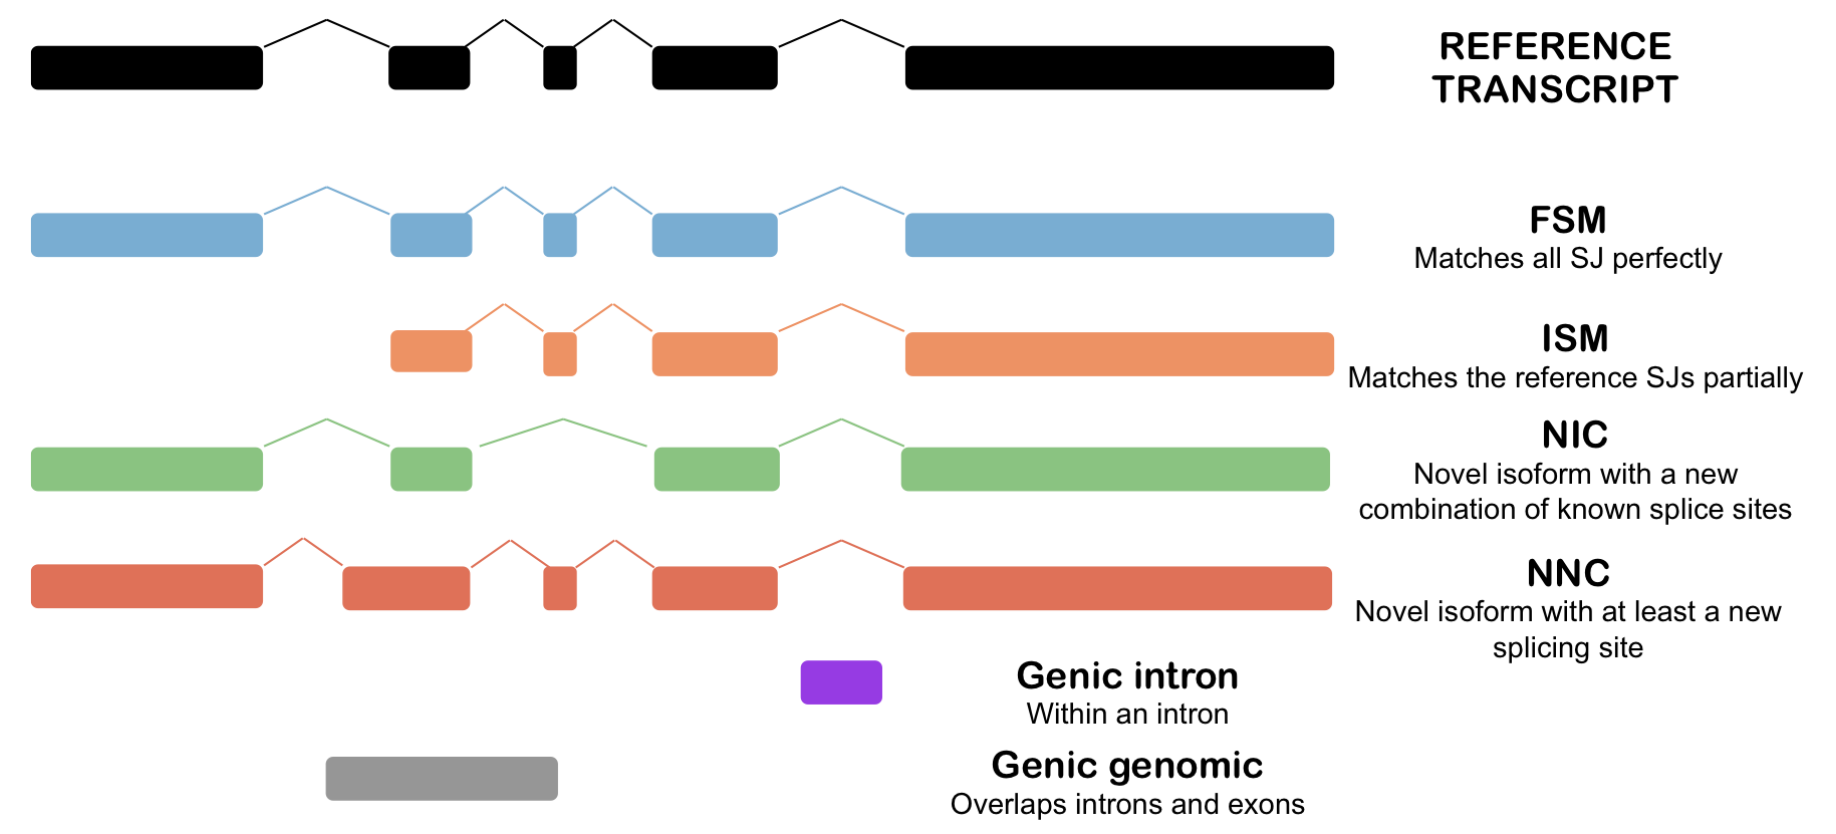 REFERENCE
TRANSCRIPT
FSM
Matches all SJ perfectly
ISM
Matches the reference SJs partially
NIC
Novel isoform with a new
combination of known splice sites
NNC
Novel isoform with at least a new
splicing site
Genic intron
Within an intron
Genic genomic
Overlaps introns and exons